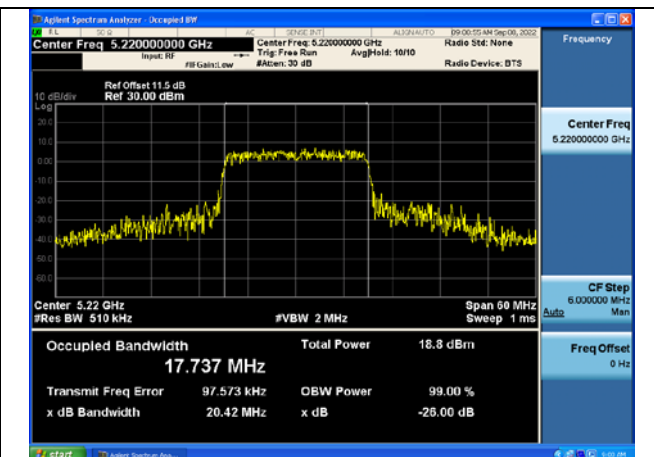 Agilent Spectrum Analyzer - Occupied BW
RL 50 Ω AC SENSE:INT ALIGNAUTO 09:00:55 AM Sep 08, 2022
Center Freq 5.220000000 GHz
Center Freq: 5.220000000 GHz
Radio Std: None
Input: RF
Trig: Free Run
Avg|Hold: 10/10
#IFGain:Low
#Atten: 30 dB
Radio Device: BTS
Frequency
Ref Offset 11.5 dB
10 dB/div
Ref 30.00 dBm
Log
20.0
10.0
0.00
-10.0
-20.0
-30.0
-40.0
-50.0
-60.0
Center Freq
5.220000000 GHz
Center 5.22 GHz
Span 60 MHz
#Res BW 510 kHz
#VBW 2 MHz
Sweep 1 ms
CF Step
6.000000 MHz
Auto Man
Freq Offset
0 Hz
Occupied Bandwidth
17.737 MHz
Total Power 18.8 dBm
Transmit Freq Error 97.573 kHz
OBW Power 99.00 %
x dB Bandwidth 20.42 MHz
x dB -26.00 dB
start
Agilent Spectrum Ana...
9:00 AM